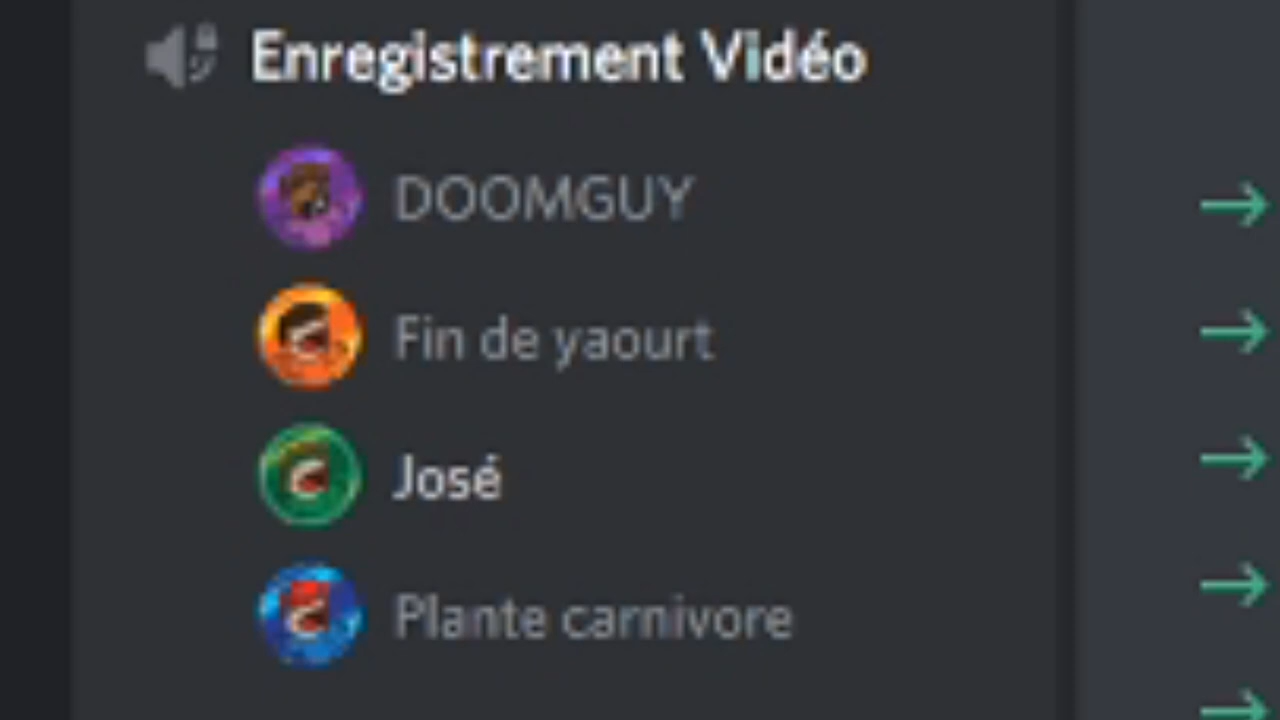 Enregistrement Vidéo
DOOMGUY
Fin de yaourt
José
Plante carnivore